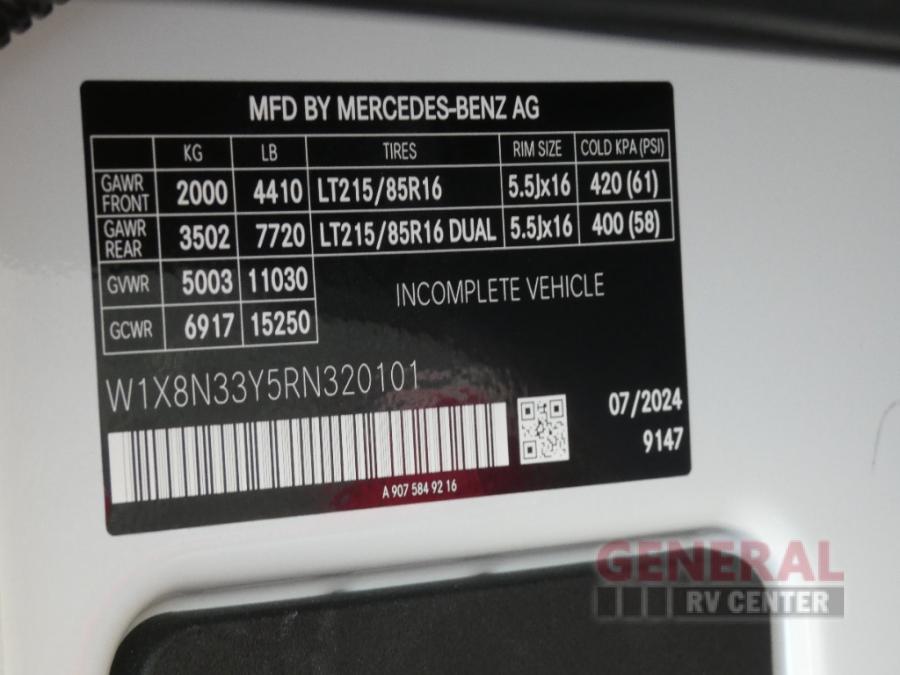 MFD BY MERCEDES-BENZ AG
KG LB TIRES RIM SIZE COLD KPA (PSI)
GAWR FRONT 2000 4410 LT215/85R16 5.5Jx16 420 (61)
GAWR REAR 3502 7720 LT215/85R16 DUAL 5.5Jx16 400 (58)
GVWR 5003 11030
INCOMPLETE VEHICLE
GCWR 6917 15250
W1X8N33Y5RN320101
07/2024
9147
A 907 584 92 16
GENERAL
RV CENTER